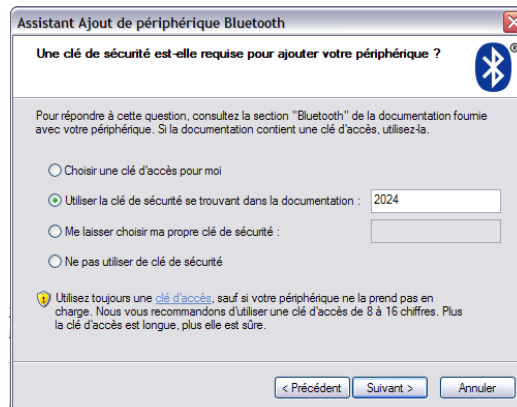 Assistant Ajout de périphérique Bluetooth
Une clé de sécurité est-elle requise pour ajouter votre périphérique ?
Pour répondre à cette question, consultez la section "Bluetooth" de la documentation fournie
avec votre périphérique. Si la documentation contient une clé d'accès, utilisez-la.
Choisir une clé d'accès pour moi
Utiliser la clé de sécurité se trouvant dans la documentation : 2024
Me laisser choisir ma propre clé de sécurité :
Ne pas utiliser de clé de sécurité
Utilisez toujours une clé d'accès, sauf si votre périphérique ne la prend pas en
charge. Nous vous recommandons d'utiliser une clé d'accès de 8 à 16 chiffres. Plus
la clé d'accès est longue, plus elle est sûre.
< Précédent Suivant > Annuler